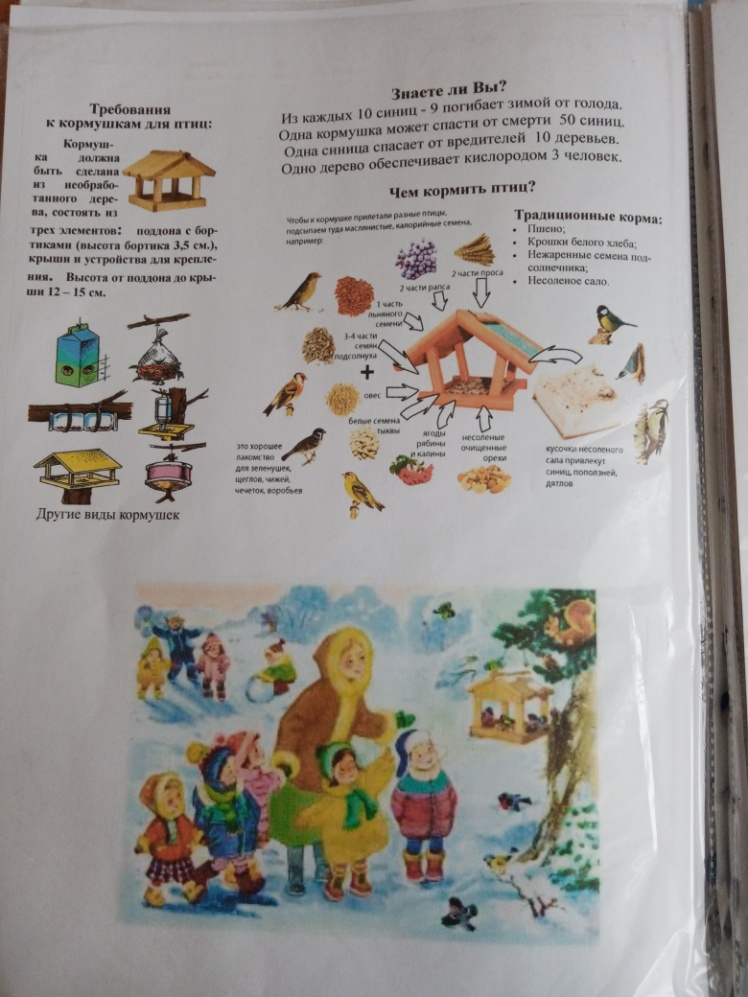 Требования
к кормушкам для птиц:
Кормуш-
ка должна
быть сделана
из необрабо-
танного дере-
ва, состоять из
трех элементов: поддона с бор-
тиками (высота бортика 3,5 см.),
крыши и устройства для крепле-
ния. Высота от поддона до кры-
ши 12 – 15 см.
Другие виды кормушек
Знаете ли Вы?
Из каждых 10 синиц - 9 погибает зимой от голода.
Одна кормушка может спасти от смерти 50 синиц.
Одна синица спасает от вредителей 10 деревьев.
Одно дерево обеспечивает кислородом 3 человек.
Чем кормить птиц?
Чтобы к кормушке прилетали разные птицы,
подсыпаем туда маслянистые, калорийные семена,
например:
Традиционные корма:
• Пшено;
• Крошки белого хлеба;
• Нежаренные семена под-
солнечника;
• Несоленое сало.
2 части проса
2 части рапса
1 часть
льняного
семени
3-4 части
семян
подсолнуха
+
овес
белые семена
тыквы
ягоды
рябины
и калины
несоленые
очищенные
орехи
это хорошее
лакомство
для зеленушек,
щеглов, чижей,
чечеток, воробьев
кусочки несоленого
сала привлекут
синиц, поползней,
дятлов